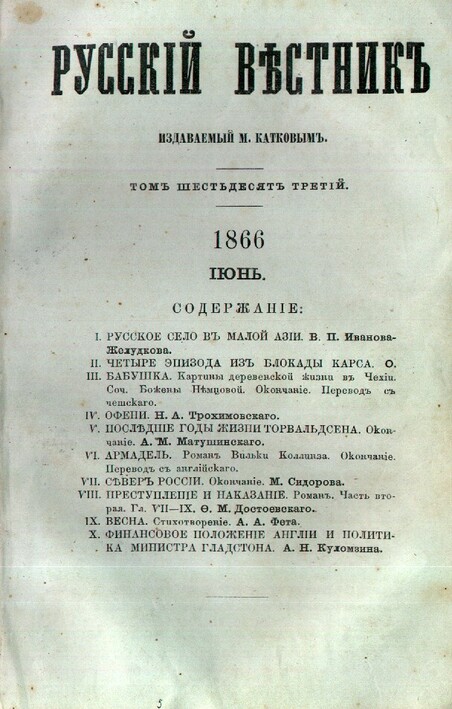 РУССКІЙ ВѢСТНИКЪ
ИЗДАВАЕМЫЙ М. КАТКОВЫМЪ.
ТОМЪ ШЕСТЬДЕСЯТЪ ТРЕТІЙ.
1866
ІЮНЬ.
СОДЕРЖАНІЕ:
I. РУССКОЕ СЕЛО ВЪ МАЛОЙ АЗІИ. В. П. Иванова-
Желудкова.
II. ЧЕТЫРЕ ЭПИЗОДА ИЗЪ БЛОКАДЫ КАРСА. О.
III. БАБУШКА. Картины деревенской жизни въ Чехіи.
Соч. Божены Нѣмцовой. Окончаніе. Переводъ съ
чешскаго.
IV. ОФЕНИ. Н. А. Трохимовскаго.
V. ПОСЛѢДНІЕ ГОДЫ ЖИЗНИ ТОРВАЛЬДСЕНА. Окон-
чаніе. А. М. Матушинскаго.
VI. АРМАДЕЛЬ. Романъ Вильки Коллинза. Окончаніе.
Переводъ съ англійскаго.
VII. СѢВЕРЪ РОССІИ. Окончаніе. М. Сидорова.
VIII. ПРЕСТУПЛЕНІЕ И НАКАЗАНІЕ. Романъ. Часть вто-
рая. Гл. VII—IX. Ѳ. М. Достоевскаго.
IX. ВЕСНА. Стихотвореніе. А. А. Фета.
X. ФИНАНСОВОЕ ПОЛОЖЕНІЕ АНГЛІИ И ПОЛИТИ-
КА МИНИСТРА ГЛАДСТОНА. А. Н. Куломзина.
5